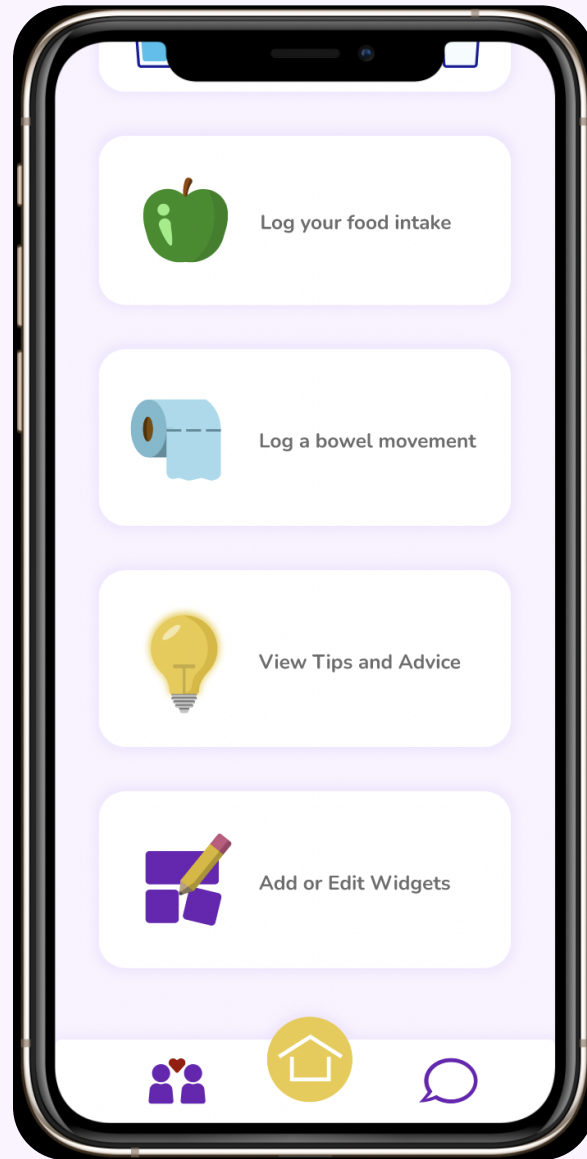 Log your food intake
Log a bowel movement
View Tips and Advice
Add or Edit Widgets